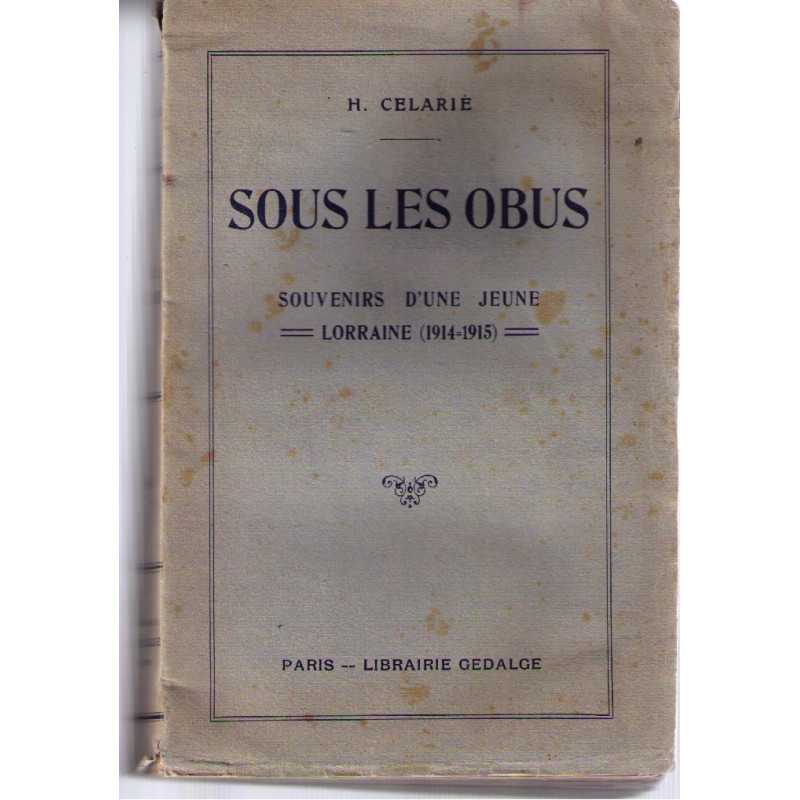 H. CELARIÉ
SOUS LES OBUS
SOUVENIRS D'UNE JEUNE
LORRAINE (1914=1915)
PARIS -- LIBRAIRIE GEDALGE